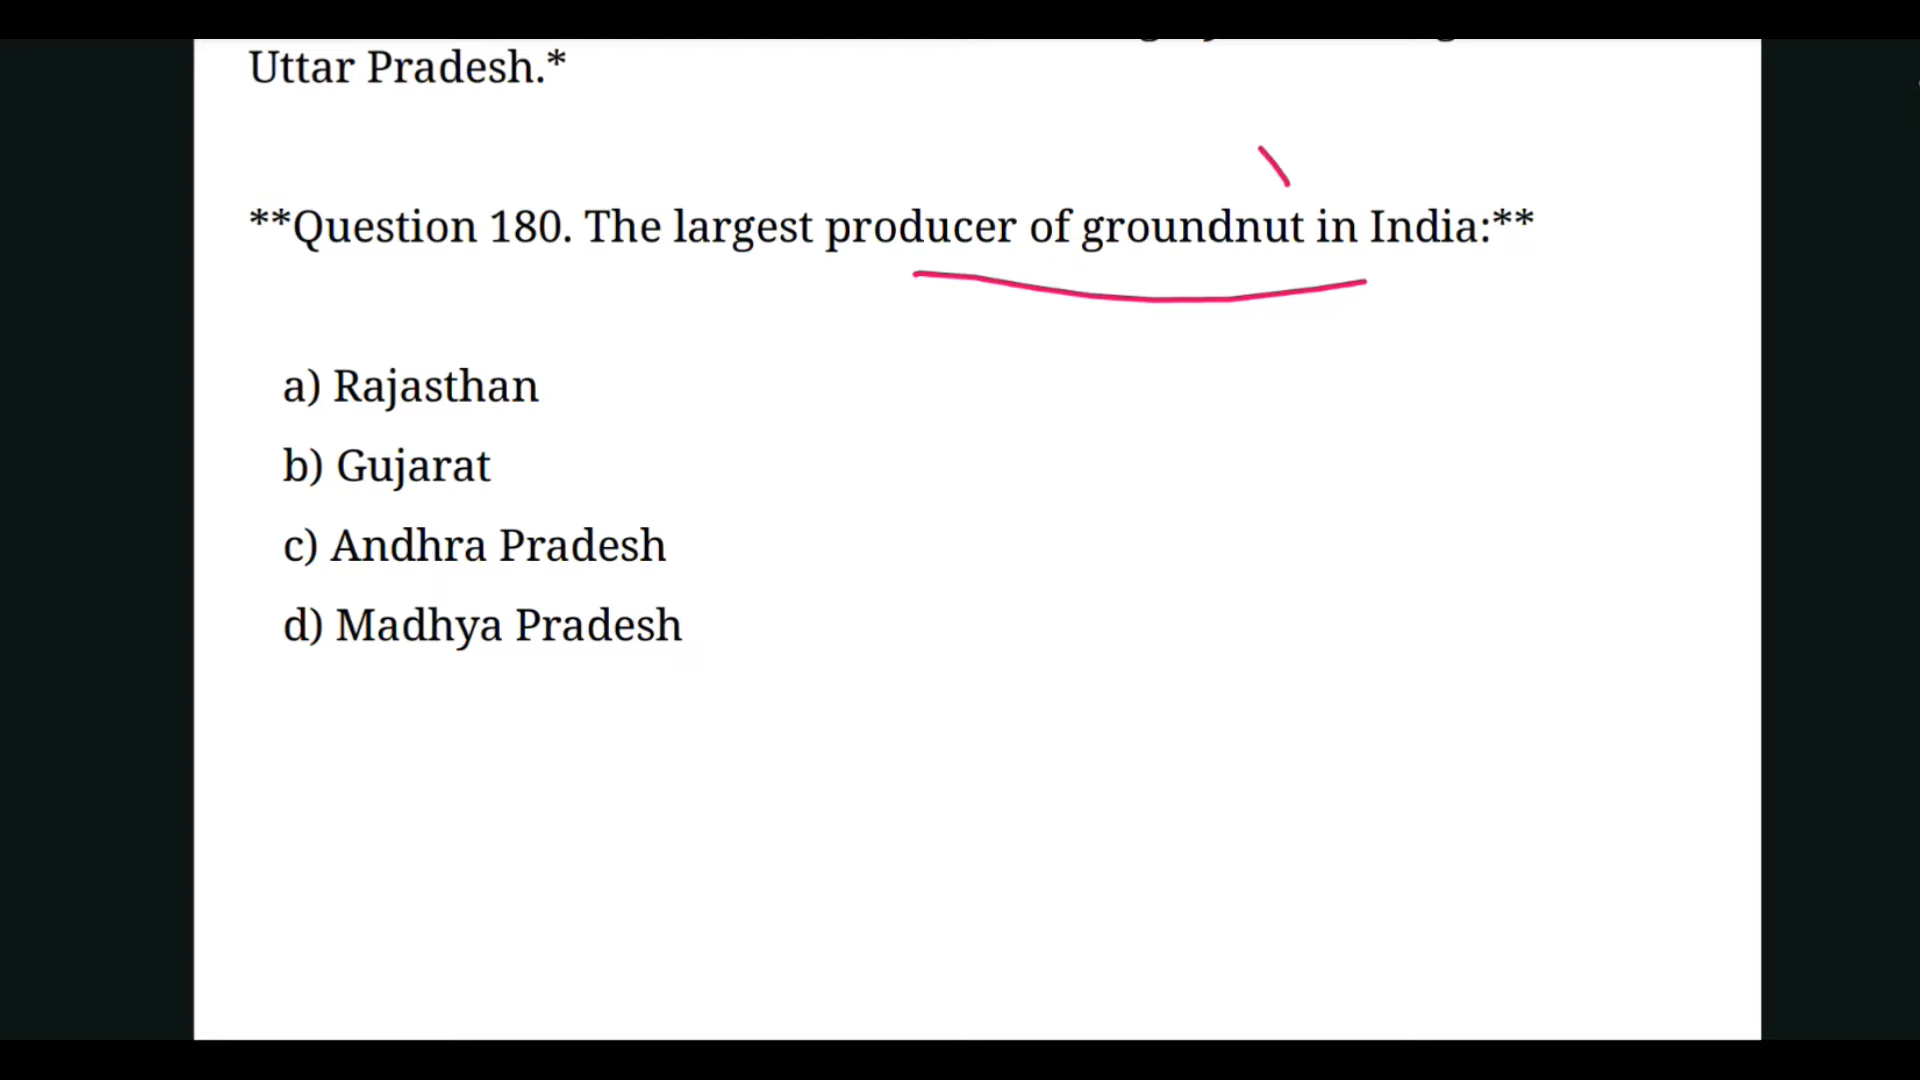 Uttar Pradesh.*
**Question 180. The largest producer of groundnut in India:**
a) Rajasthan
b) Gujarat
c) Andhra Pradesh
d) Madhya Pradesh